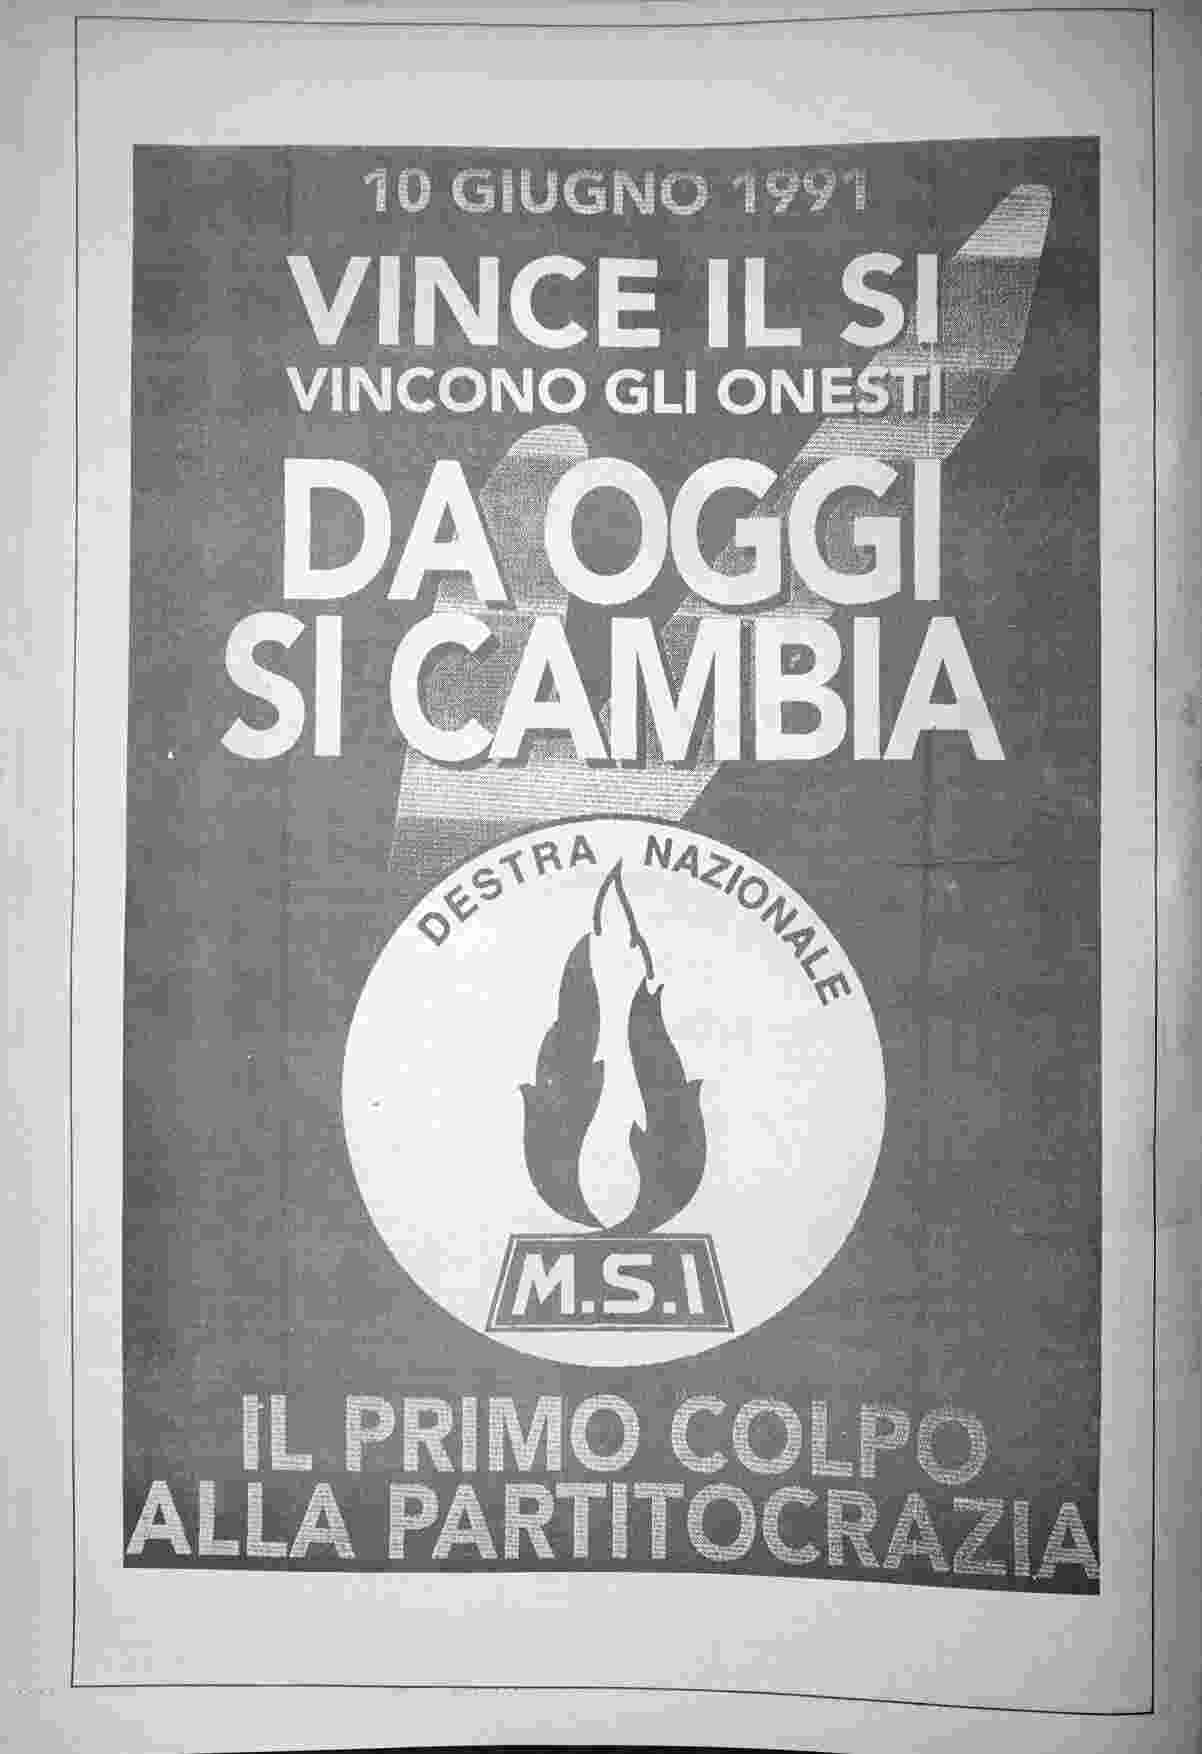 10 GIUGNO 1991
VINCE IL SI
VINCONO GLI ONESTI
DA OGGI
SI CAMBIA
DESTRA NAZIONALE
M.S.I
IL PRIMO COLPO
ALLA PARTITOCRAZIA